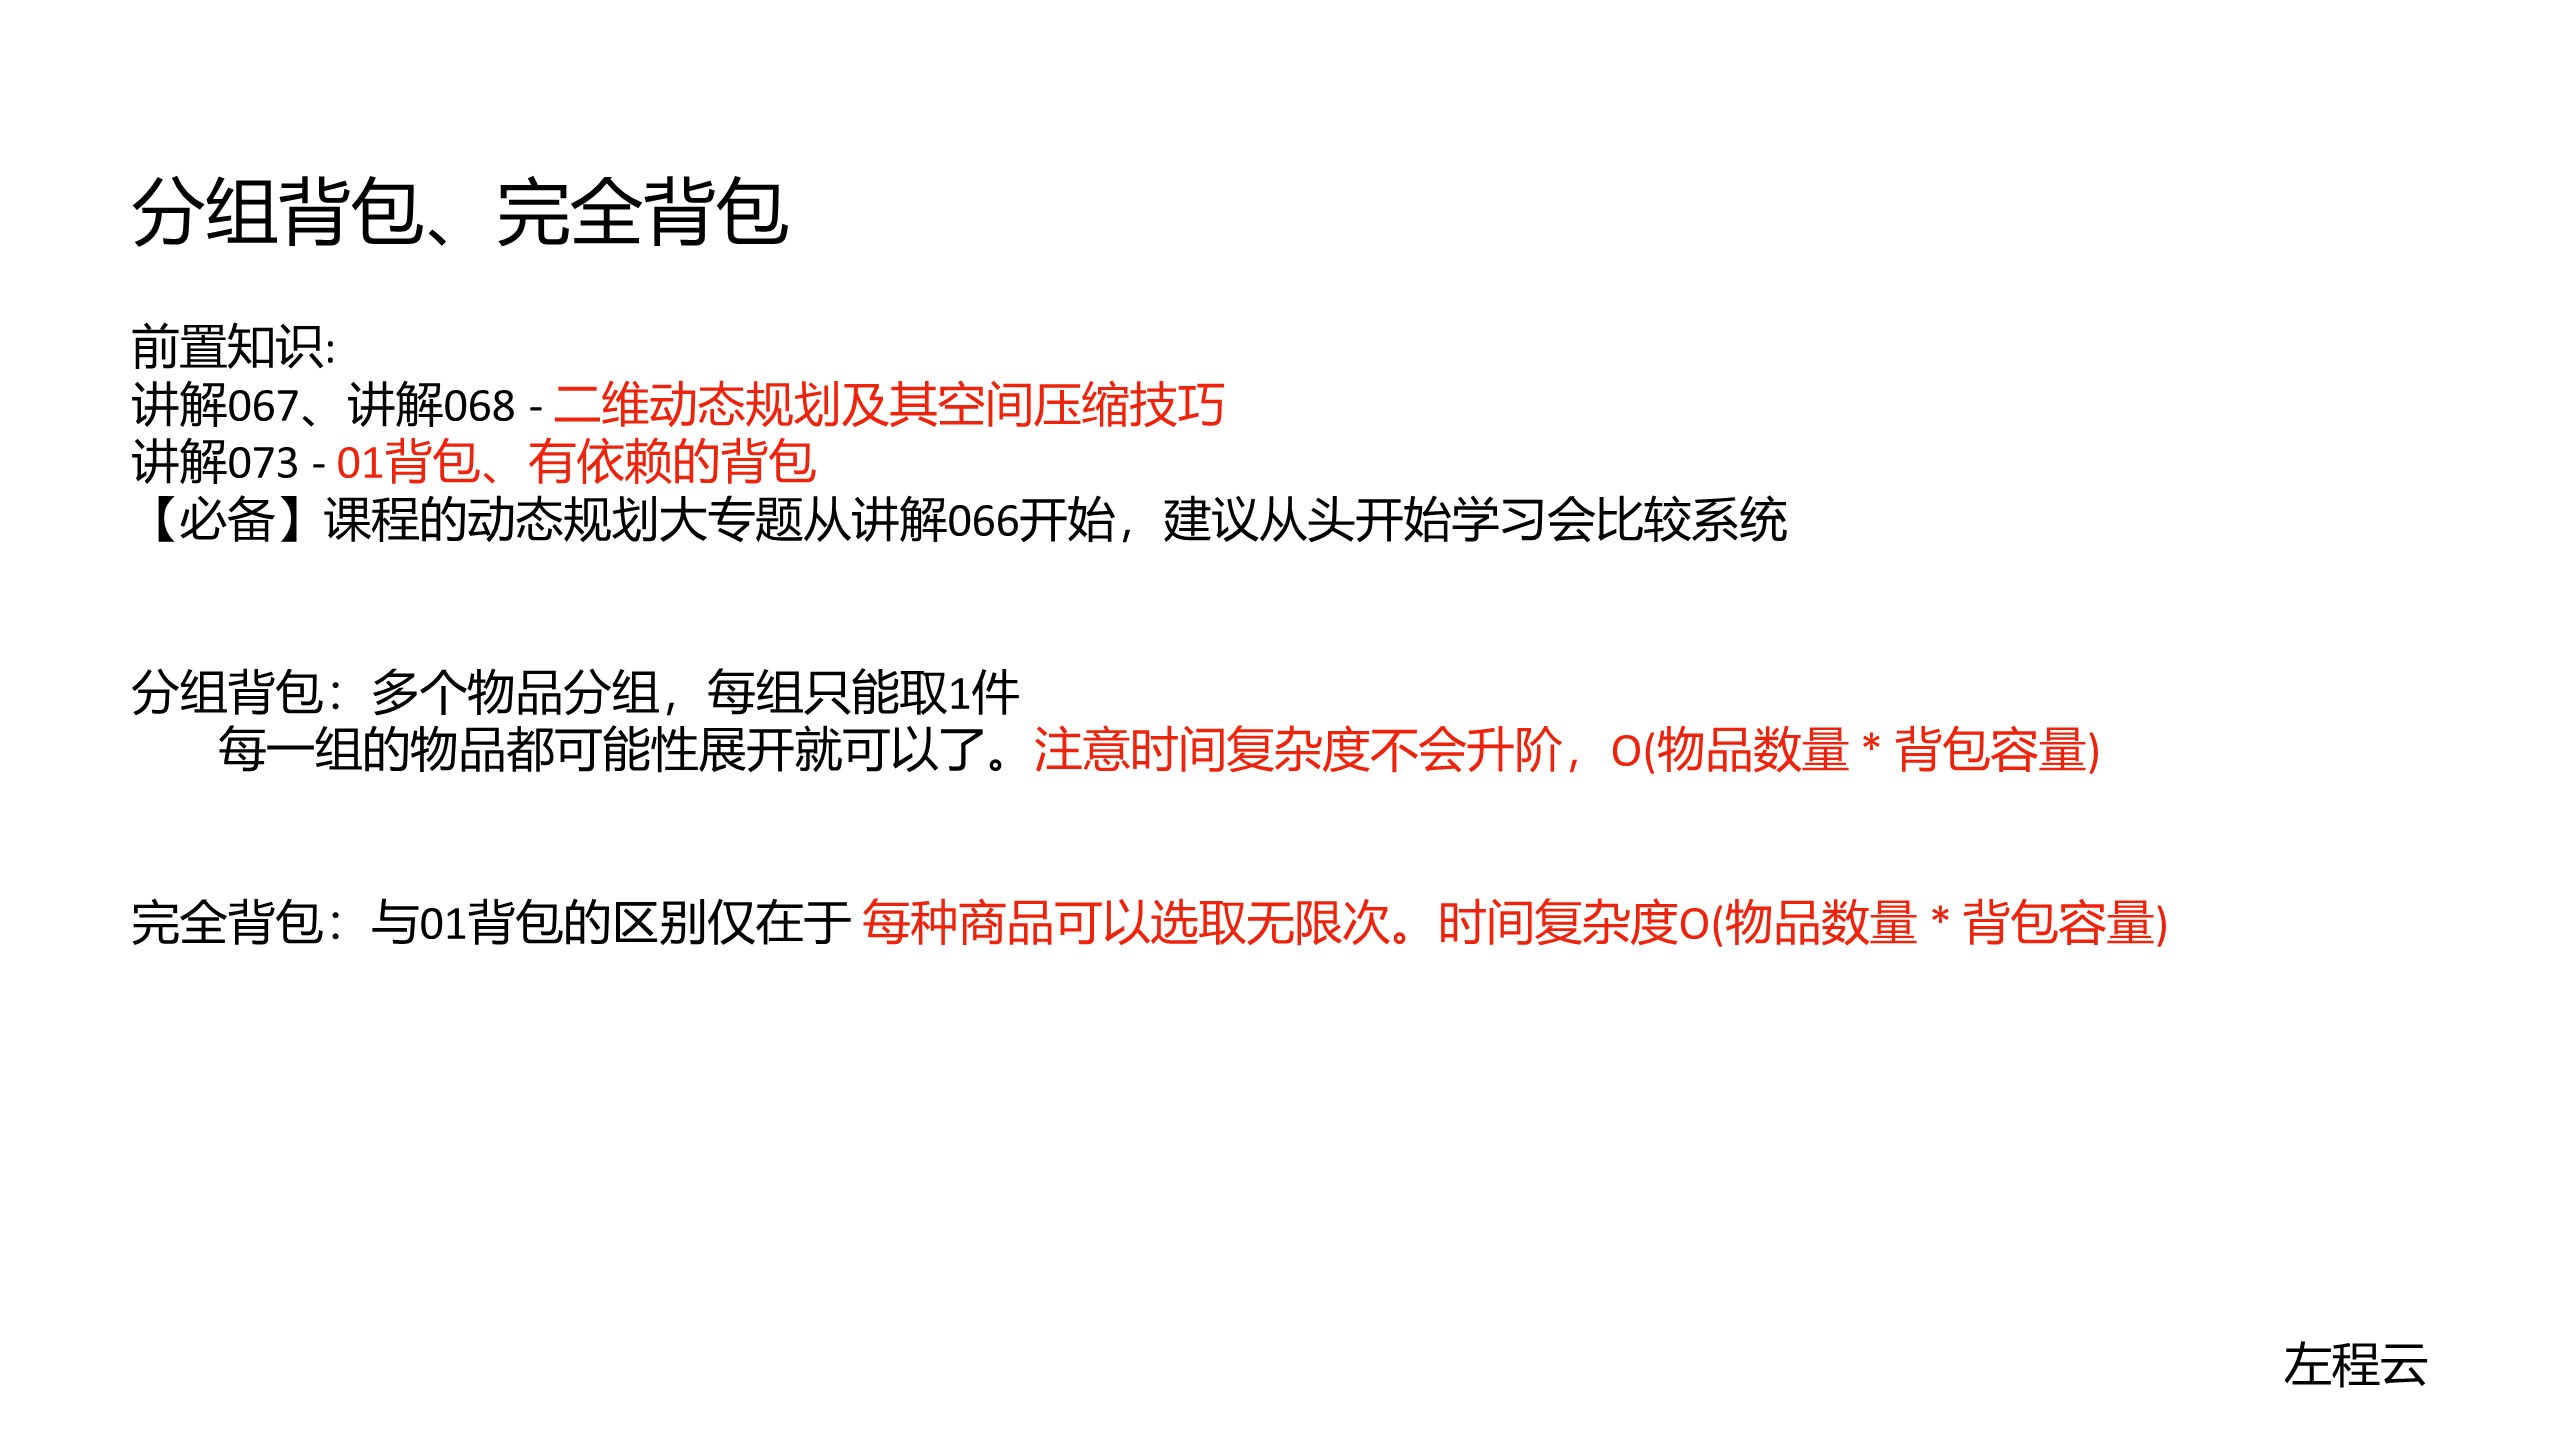 分组背包、完全背包
前置知识:
讲解067、讲解068 - 二维动态规划及其空间压缩技巧
讲解073 - 01背包、有依赖的背包
【必备】课程的动态规划大专题从讲解066开始，建议从头开始学习会比较系统
分组背包：多个物品分组，每组只能取1件
每一组的物品都可能性展开就可以了。注意时间复杂度不会升阶，O(物品数量 * 背包容量)
完全背包：与01背包的区别仅在于 每种商品可以选取无限次。时间复杂度O(物品数量 * 背包容量)
左程云